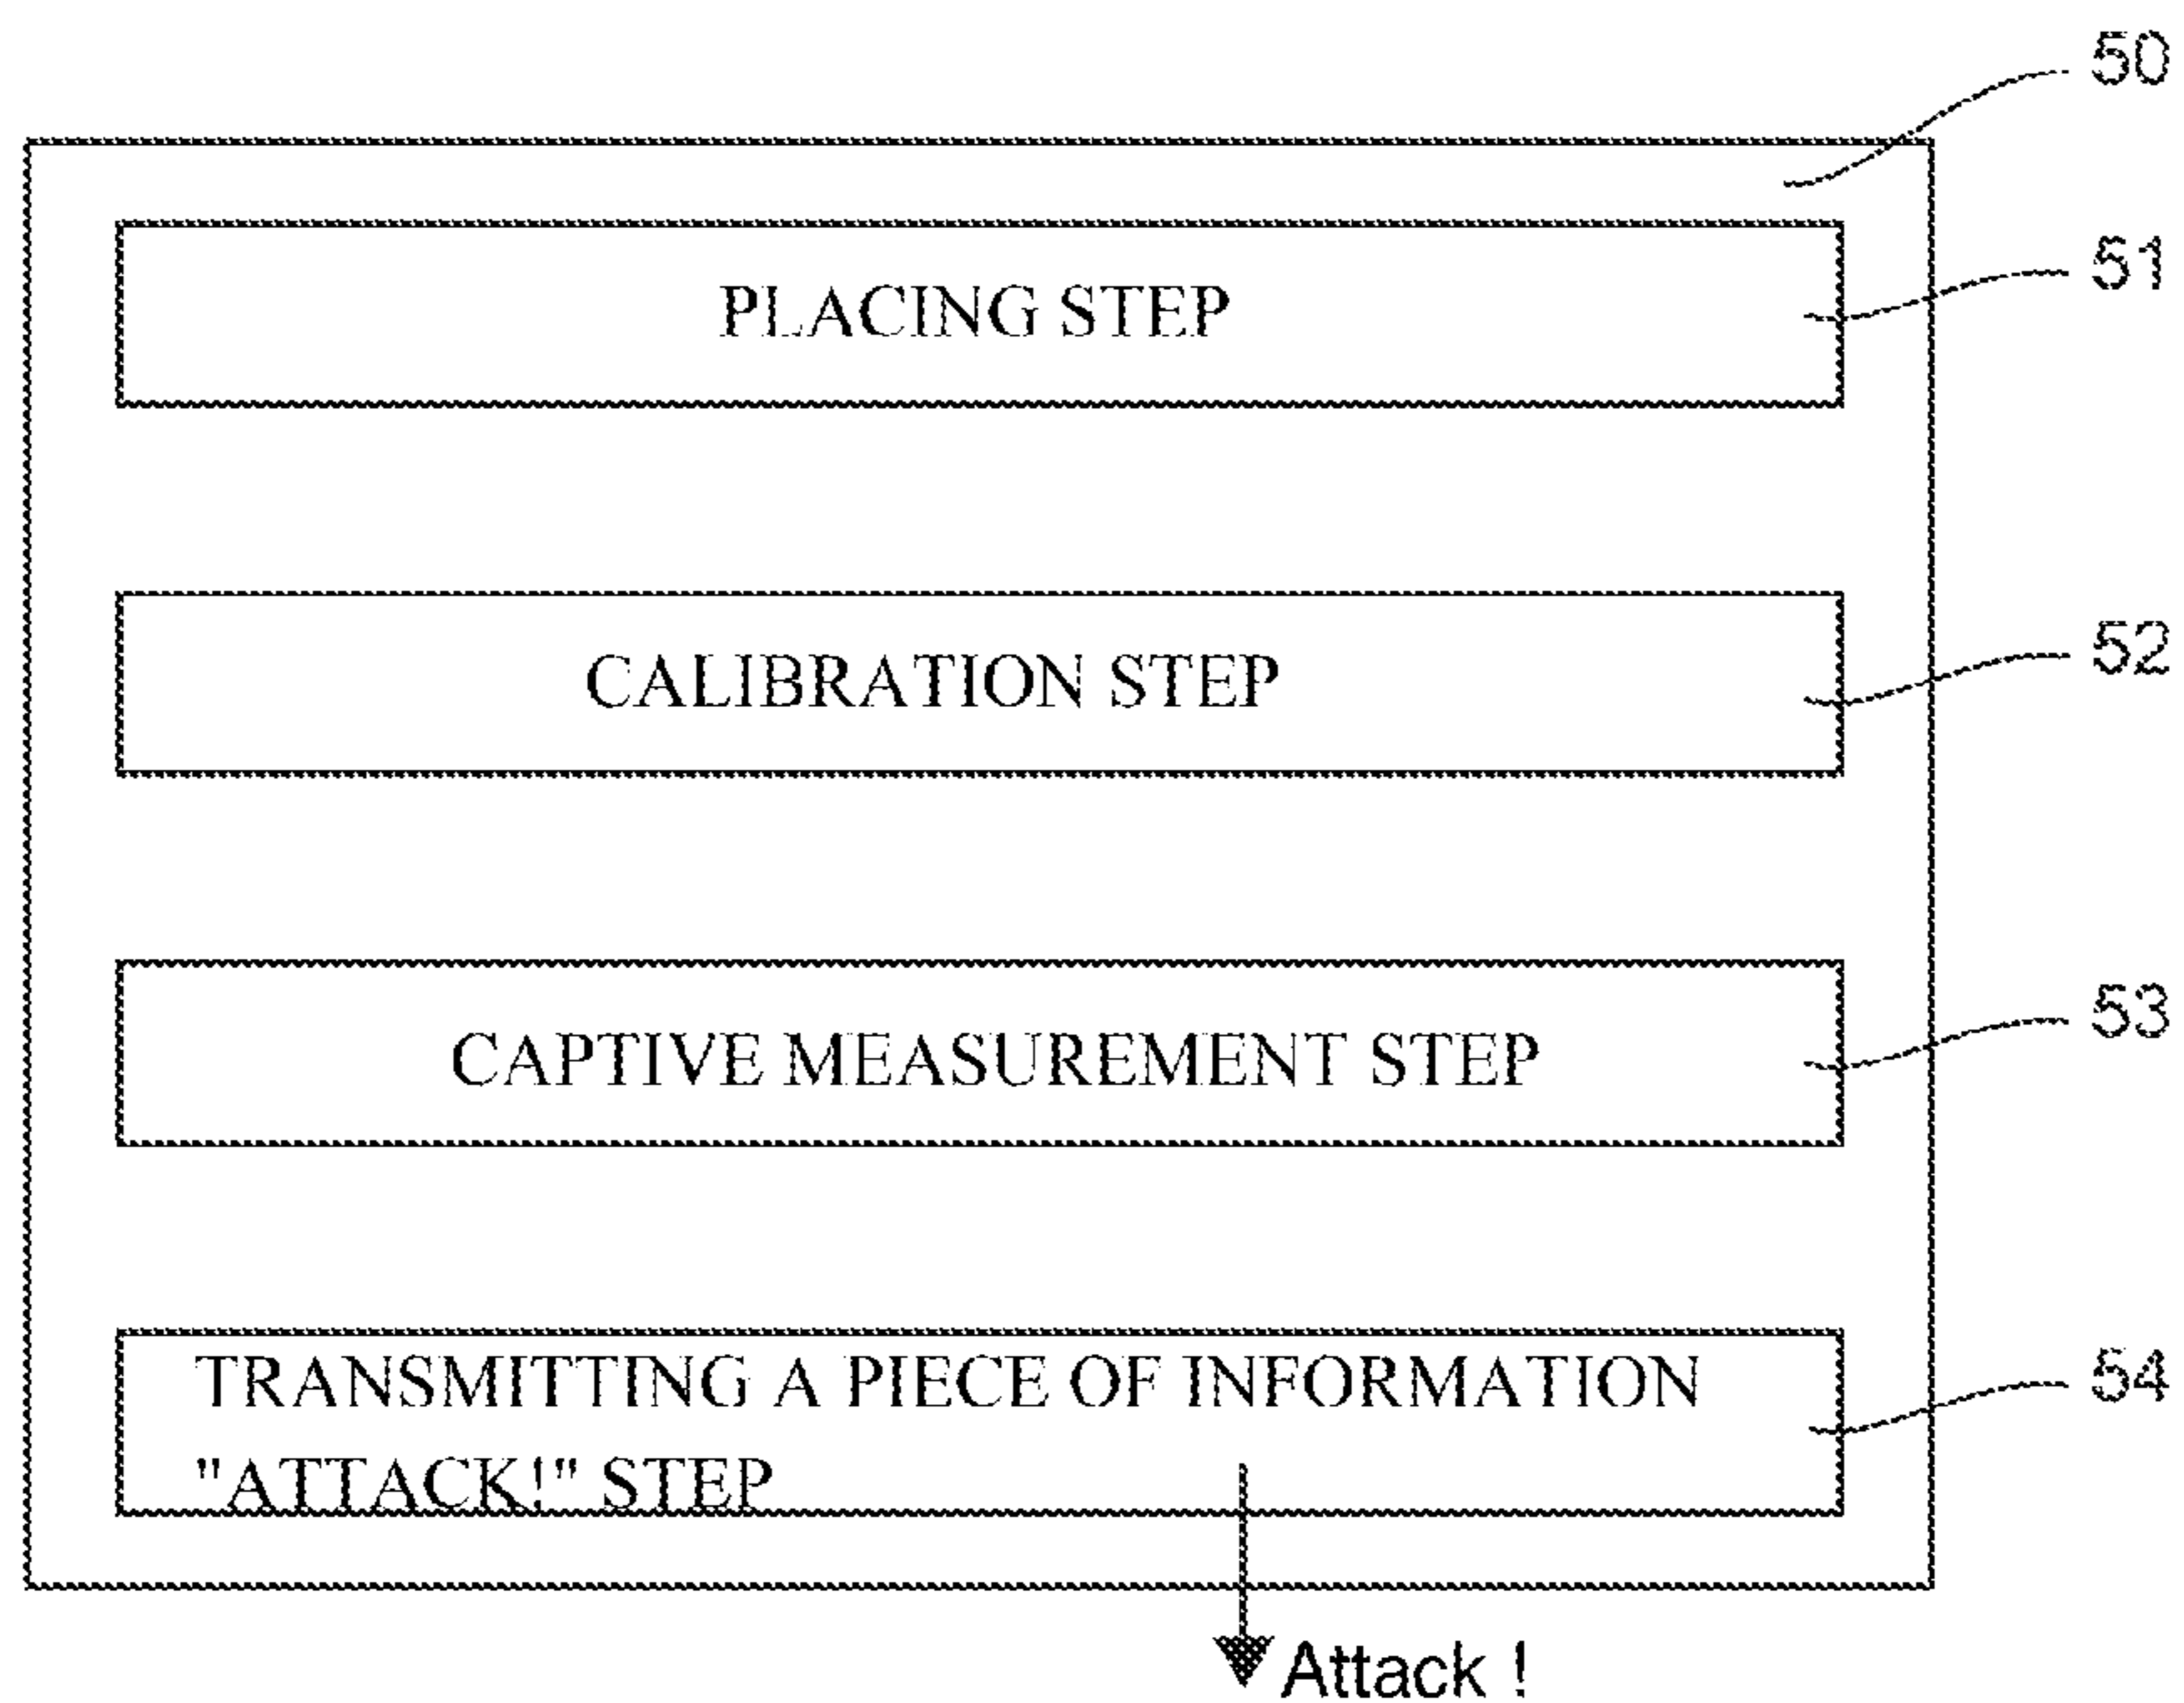 50
PLACING STEP
51
CALIBRATION STEP
52
CAPTIVE MEASUREMENT STEP
53
TRANSMITTING A PIECE OF INFORMATION
"ATTACK!" STEP
54
Attack !